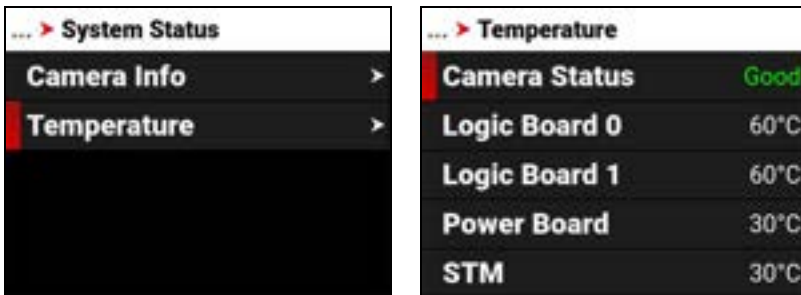 ... > System Status
Camera Info >
Temperature >
... > Temperature
Camera Status Good
Logic Board 0 60°C
Logic Board 1 60°C
Power Board 30°C
STM 30°C